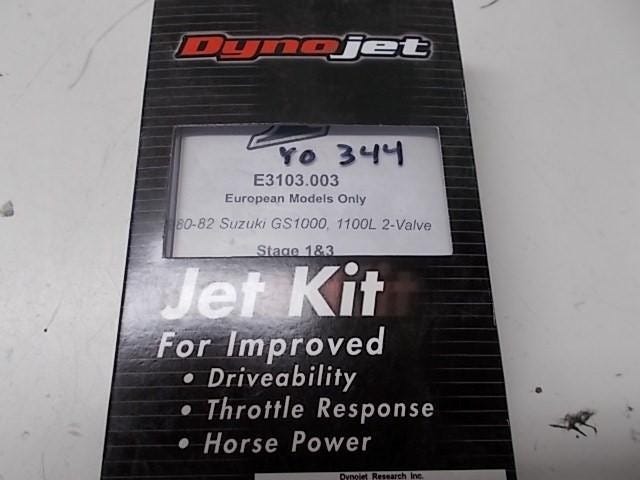 Dynojet
YO 344
E3103.003
European Models Only
80-82 Suzuki GS1000, 1100L 2-Valve
Stage 1&3
Jet Kit
For Improved
• Driveability
• Throttle Response
• Horse Power
Dynojet Research Inc.